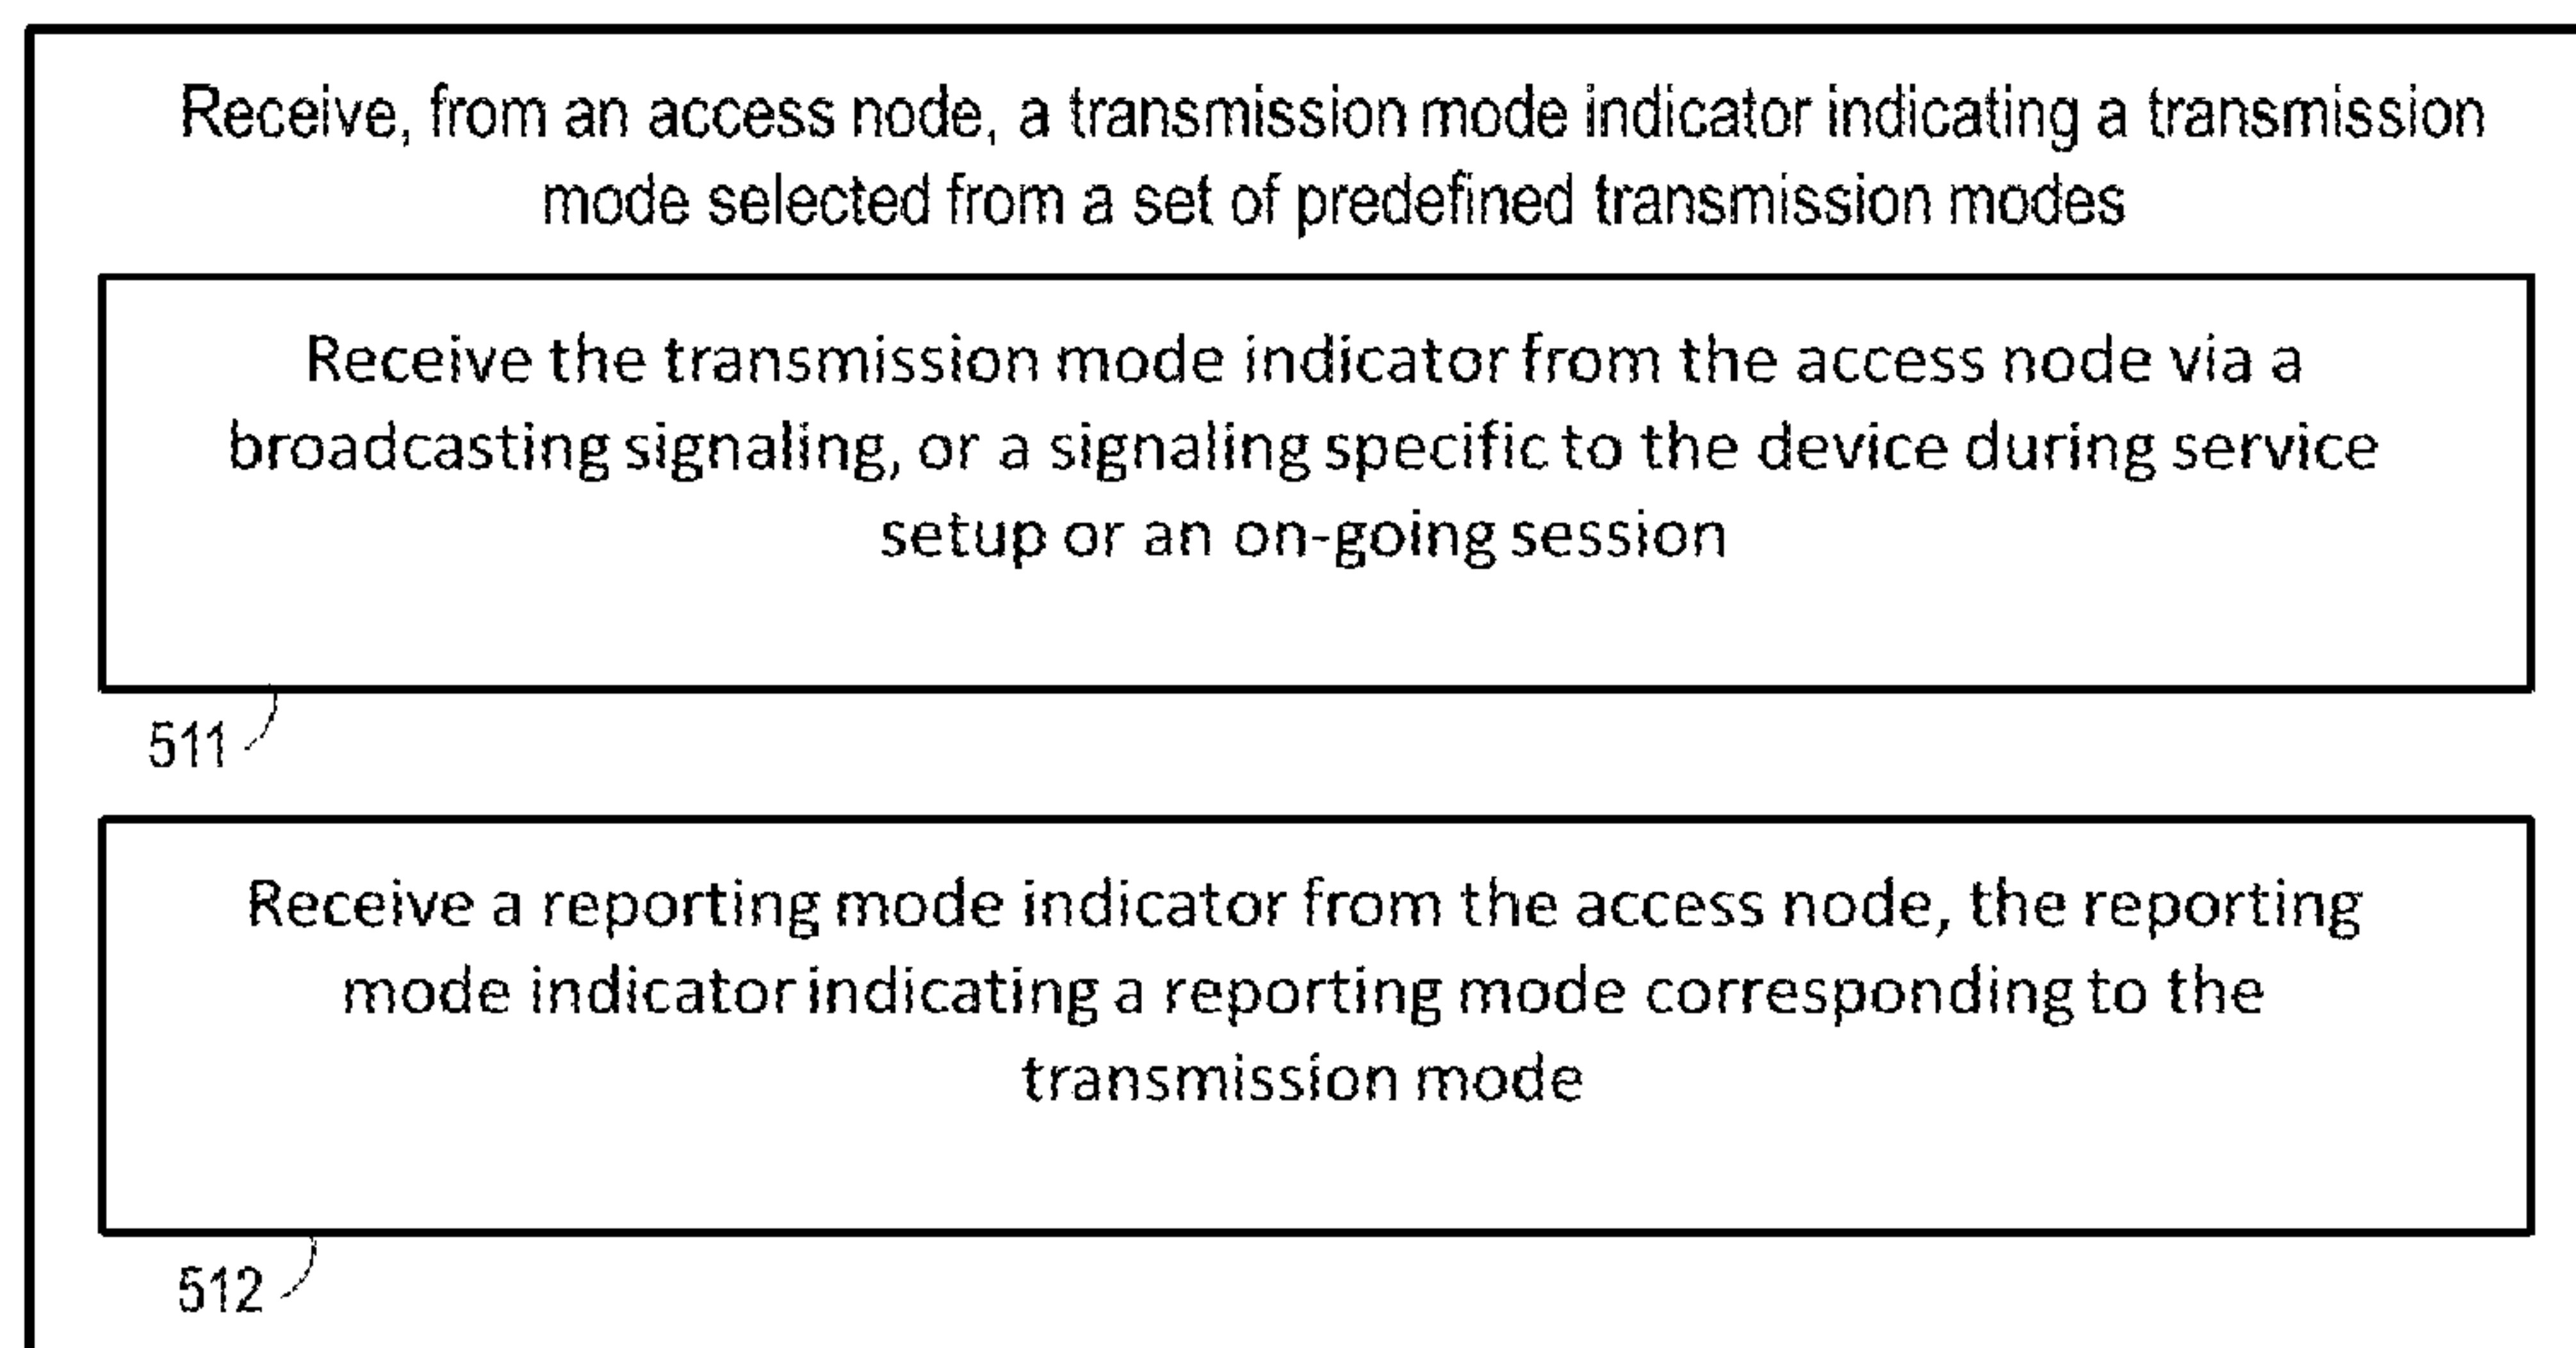 Receive, from an access node, a transmission mode indicator indicating a transmission
mode selected from a set of predefined transmission modes
Receive the transmission mode indicator from the access node via a
broadcasting signaling, or a signaling specific to the device during service
setup or an on-going session
511
Receive a reporting mode indicator from the access node, the reporting
mode indicator indicating a reporting mode corresponding to the
transmission mode
512